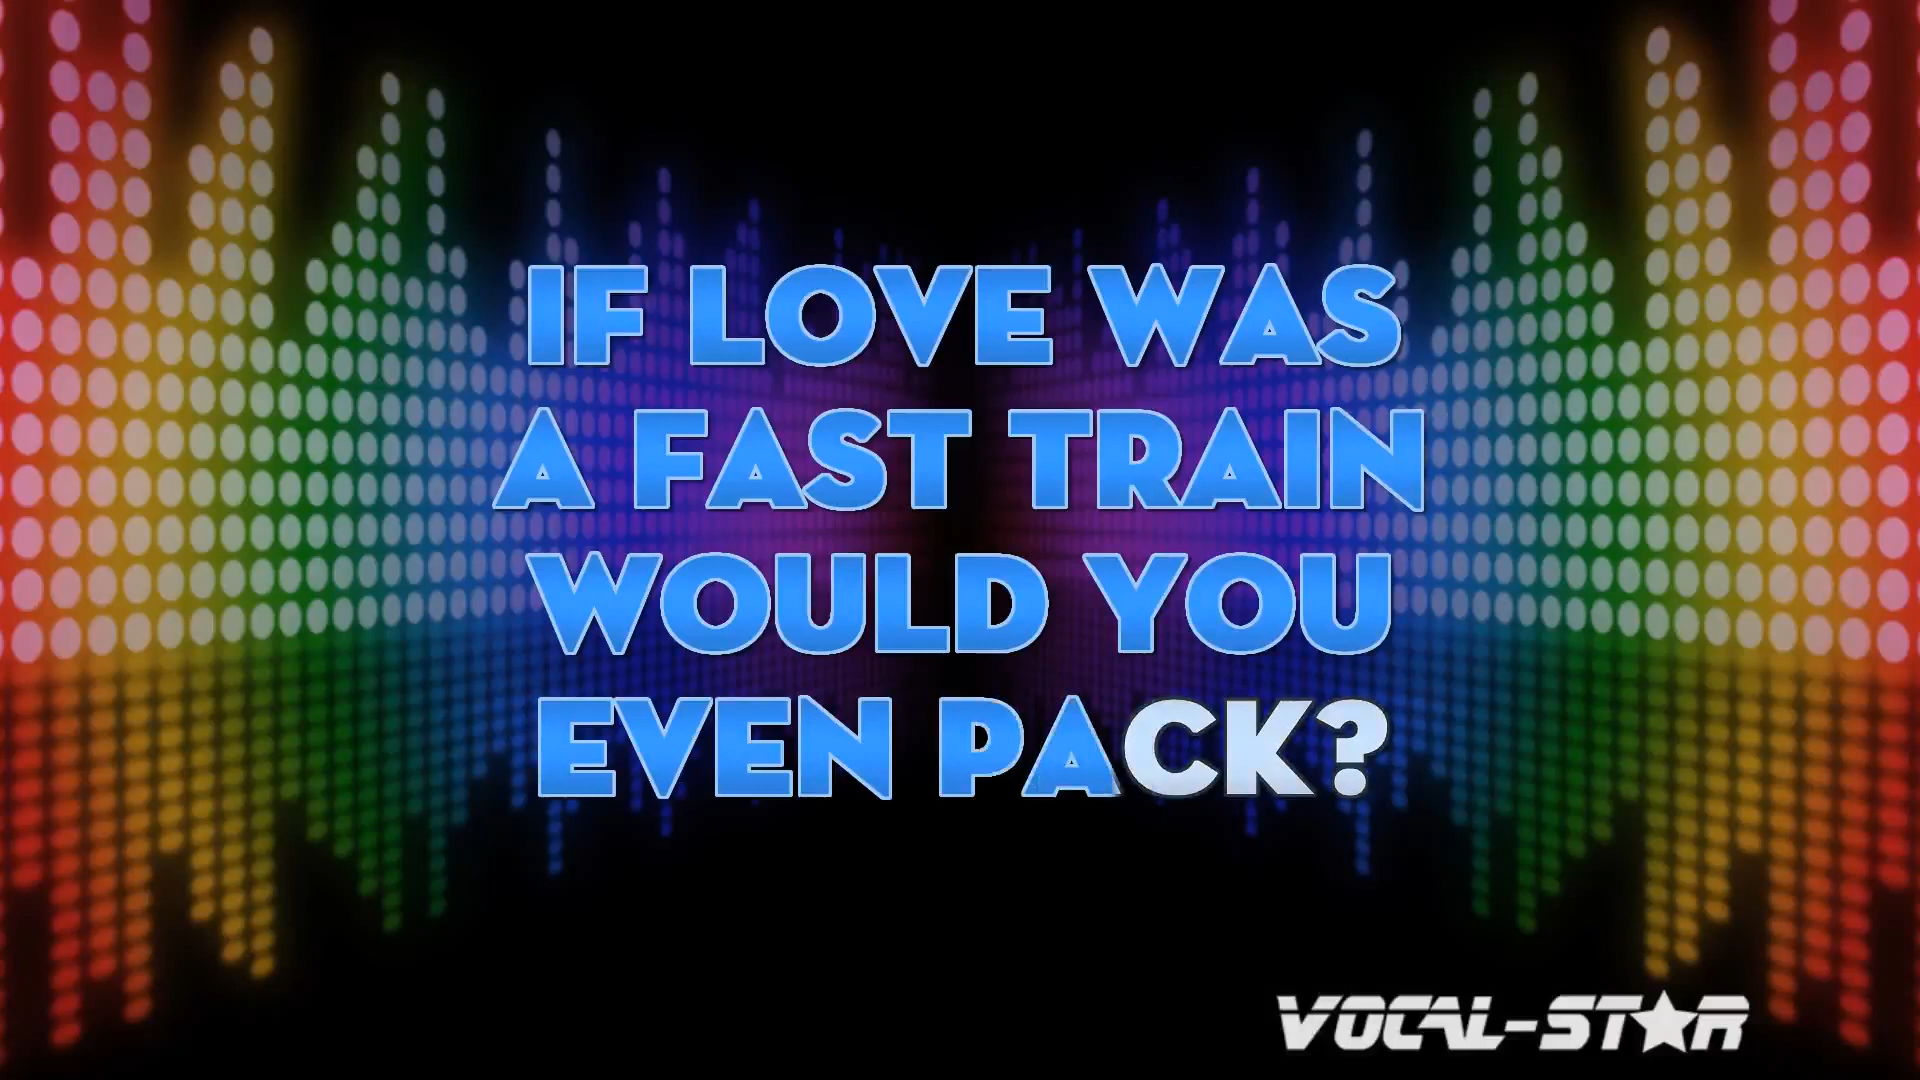 IF LOVE WAS
A FAST TRAIN
WOULD YOU
EVEN PACK?
VOCAL-STAR